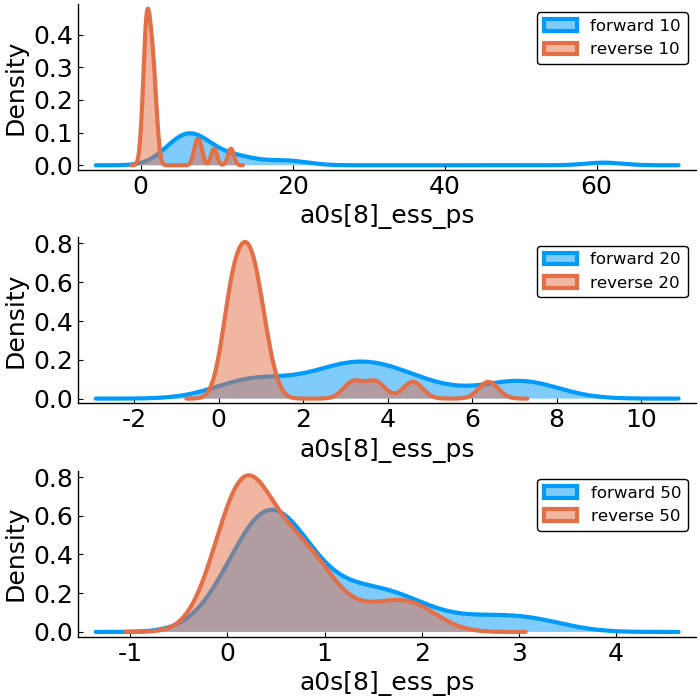 Density
0.4
0.3
0.2
0.1
0.0
forward 10
reverse 10
0 20 40 60
a0s[8]_ess_ps
Density
0.8
0.6
0.4
0.2
0.0
forward 20
reverse 20
-2 0 2 4 6 8 10
a0s[8]_ess_ps
Density
0.8
0.6
0.4
0.2
0.0
forward 50
reverse 50
-1 0 1 2 3 4
a0s[8]_ess_ps